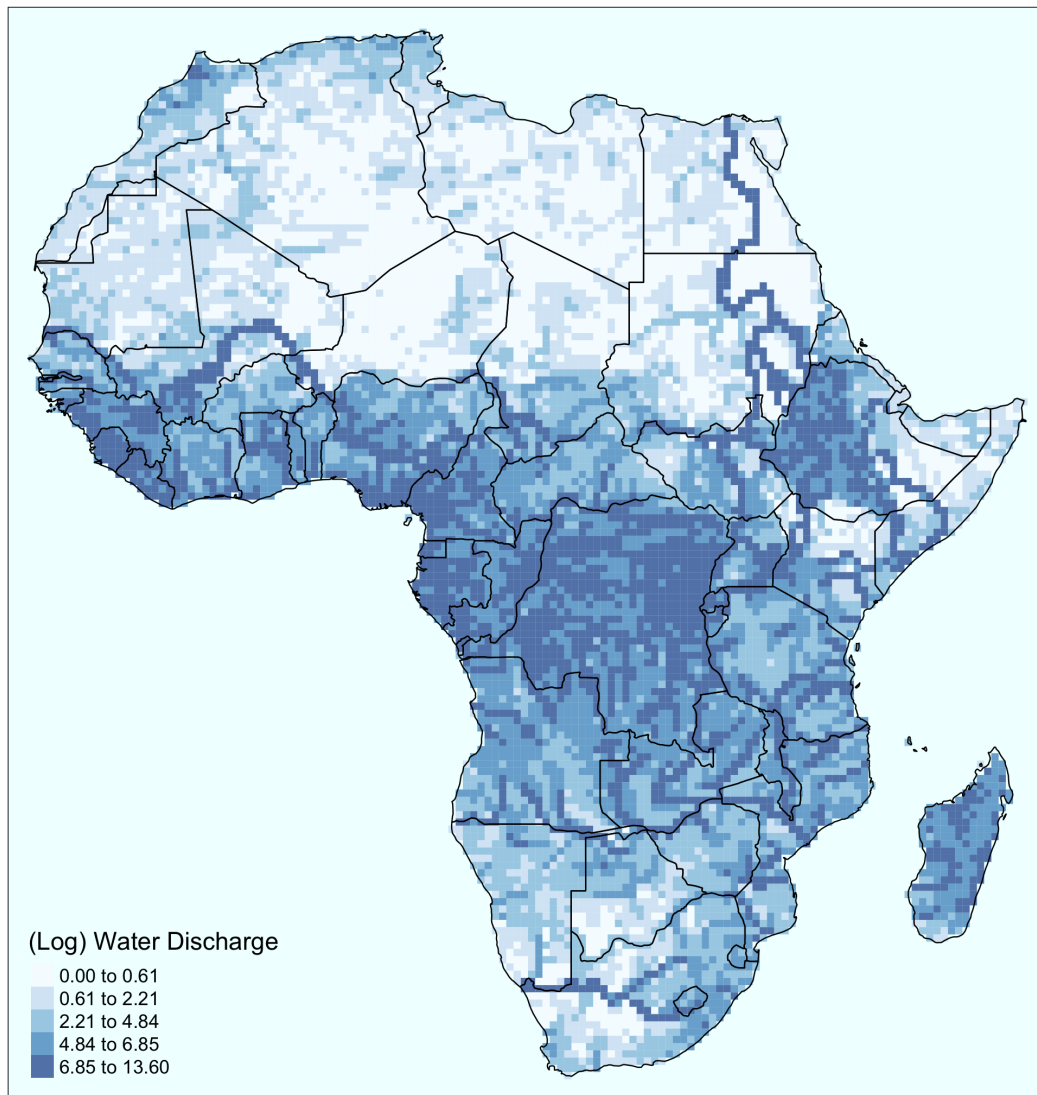 (Log) Water Discharge
0.00 to 0.61
0.61 to 2.21
2.21 to 4.84
4.84 to 6.85
6.85 to 13.60